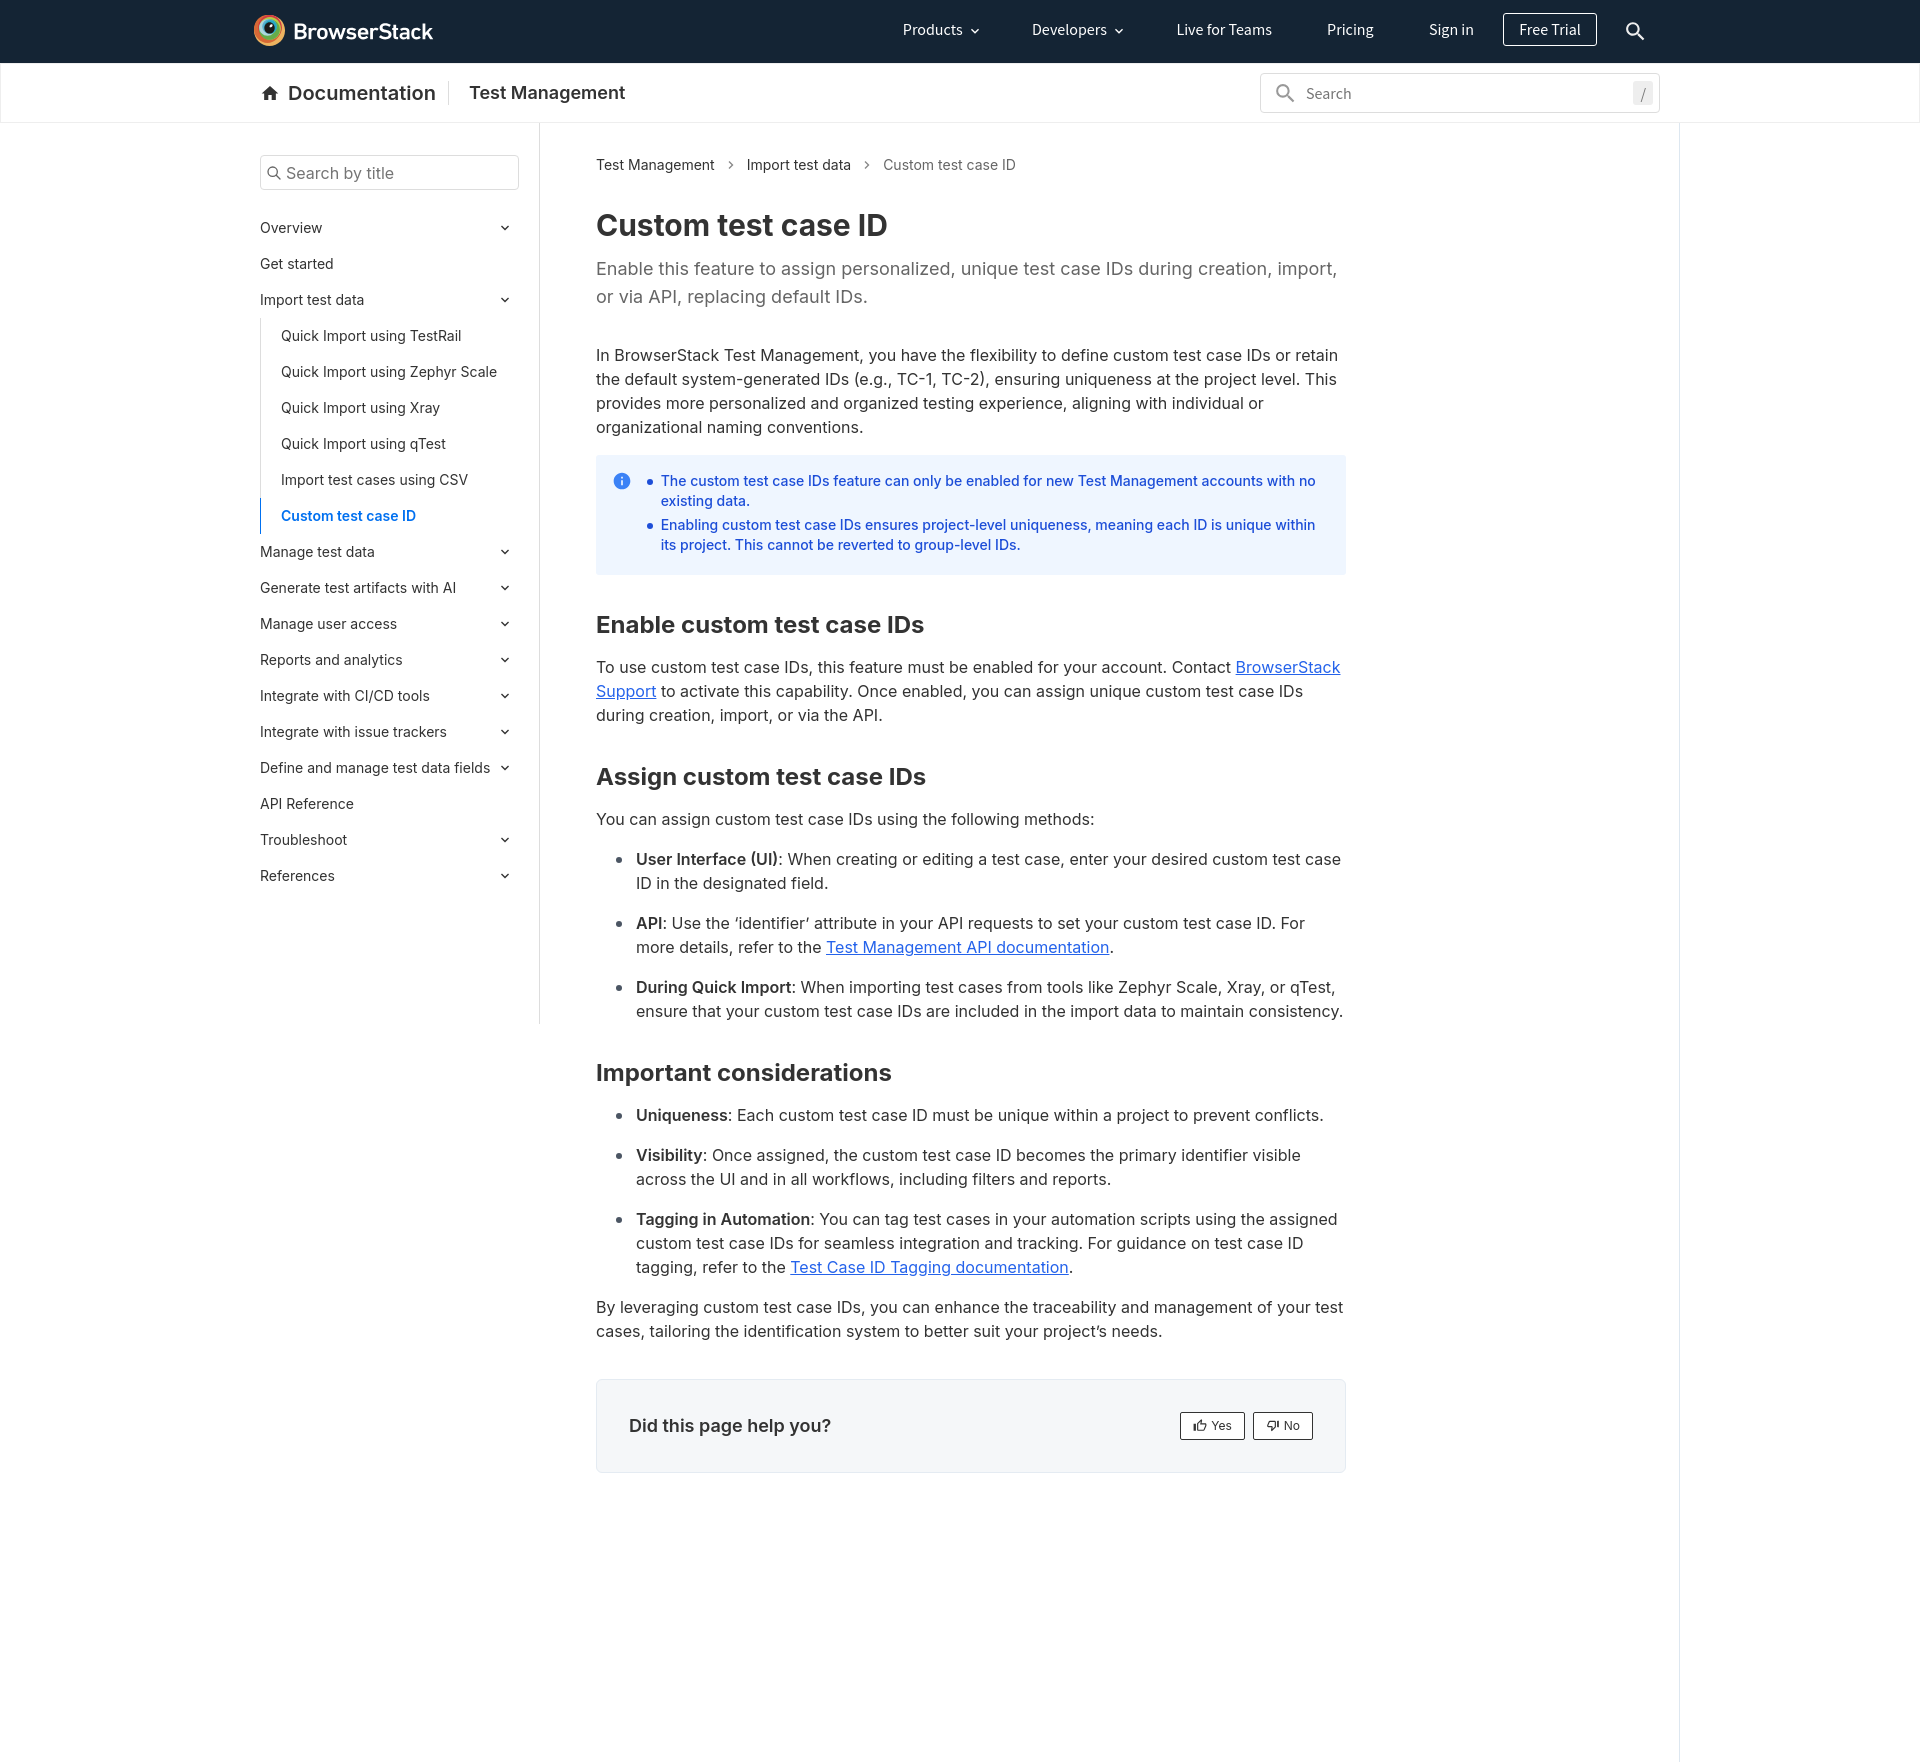 BrowserStack
Products
Developers
Live for Teams
Pricing
Sign in
Free Trial
Documentation
Test Management
Search
/
Search by title
Overview
Get started
Import test data
Quick Import using TestRail
Quick Import using Zephyr Scale
Quick Import using Xray
Quick Import using qTest
Import test cases using CSV
Custom test case ID
Manage test data
Generate test artifacts with AI
Manage user access
Reports and analytics
Integrate with CI/CD tools
Integrate with issue trackers
Define and manage test data fields
API Reference
Troubleshoot
References
Test Management > Import test data > Custom test case ID
Custom test case ID
Enable this feature to assign personalized, unique test case IDs during creation, import,
or via API, replacing default IDs.
In BrowserStack Test Management, you have the flexibility to define custom test case IDs or retain
the default system-generated IDs (e.g., TC-1, TC-2), ensuring uniqueness at the project level. This
provides more personalized and organized testing experience, aligning with individual or
organizational naming conventions.
The custom test case IDs feature can only be enabled for new Test Management accounts with no
existing data.
Enabling custom test case IDs ensures project-level uniqueness, meaning each ID is unique within
its project. This cannot be reverted to group-level IDs.
Enable custom test case IDs
To use custom test case IDs, this feature must be enabled for your account. Contact BrowserStack
Support to activate this capability. Once enabled, you can assign unique custom test case IDs
during creation, import, or via the API.
Assign custom test case IDs
You can assign custom test case IDs using the following methods:
User Interface (UI): When creating or editing a test case, enter your desired custom test case
ID in the designated field.
API: Use the ‘identifier’ attribute in your API requests to set your custom test case ID. For
more details, refer to the Test Management API documentation.
During Quick Import: When importing test cases from tools like Zephyr Scale, Xray, or qTest,
ensure that your custom test case IDs are included in the import data to maintain consistency.
Important considerations
Uniqueness: Each custom test case ID must be unique within a project to prevent conflicts.
Visibility: Once assigned, the custom test case ID becomes the primary identifier visible
across the UI and in all workflows, including filters and reports.
Tagging in Automation: You can tag test cases in your automation scripts using the assigned
custom test case IDs for seamless integration and tracking. For guidance on test case ID
tagging, refer to the Test Case ID Tagging documentation.
By leveraging custom test case IDs, you can enhance the traceability and management of your test
cases, tailoring the identification system to better suit your project’s needs.
Did this page help you?
Yes
No